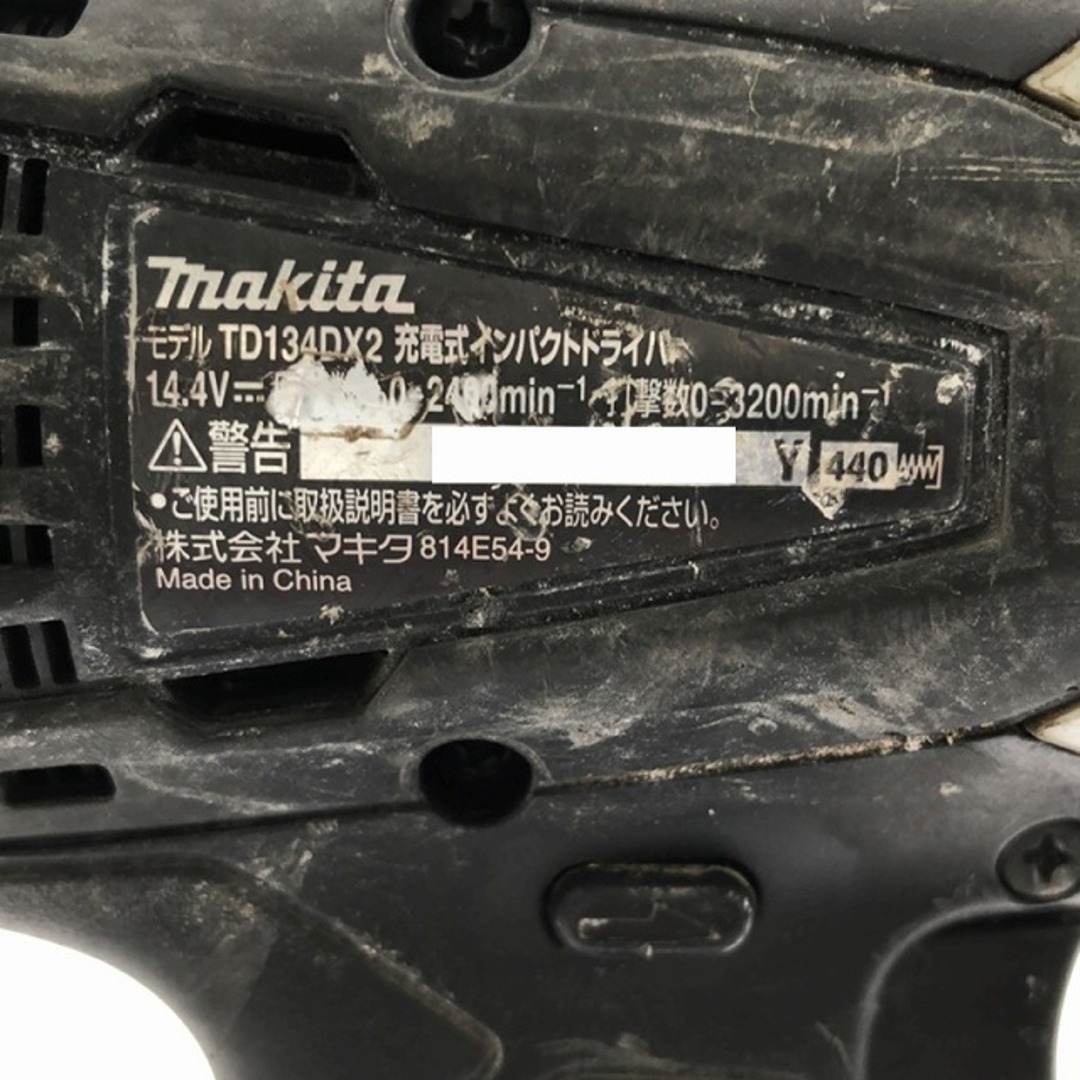 makita
モデル TD134DX2 充電式インパクトドライバ
14.4V⎓ 0-2400min⁻¹ 打撃数0-3200min⁻¹
⚠警告 Y 440
•ご使用前に取扱説明書を必ずよくお読みください。
株式会社 マキタ 814E54-9
Made in China